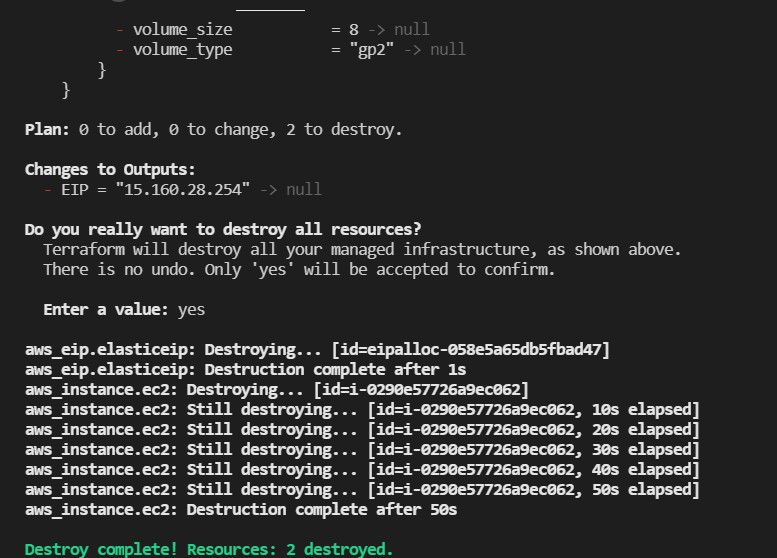 - volume_size = 8 -> null
- volume_type = "gp2" -> null
}
}
Plan: 0 to add, 0 to change, 2 to destroy.
Changes to Outputs:
- EIP = "15.160.28.254" -> null
Do you really want to destroy all resources?
Terraform will destroy all your managed infrastructure, as shown above.
There is no undo. Only 'yes' will be accepted to confirm.
Enter a value: yes
aws_eip.elasticeip: Destroying... [id=eipalloc-058e5a65db5fbad47]
aws_eip.elasticeip: Destruction complete after 1s
aws_instance.ec2: Destroying... [id=i-0290e57726a9ec062]
aws_instance.ec2: Still destroying... [id=i-0290e57726a9ec062, 10s elapsed]
aws_instance.ec2: Still destroying... [id=i-0290e57726a9ec062, 20s elapsed]
aws_instance.ec2: Still destroying... [id=i-0290e57726a9ec062, 30s elapsed]
aws_instance.ec2: Still destroying... [id=i-0290e57726a9ec062, 40s elapsed]
aws_instance.ec2: Still destroying... [id=i-0290e57726a9ec062, 50s elapsed]
aws_instance.ec2: Destruction complete after 50s
Destroy complete! Resources: 2 destroyed.